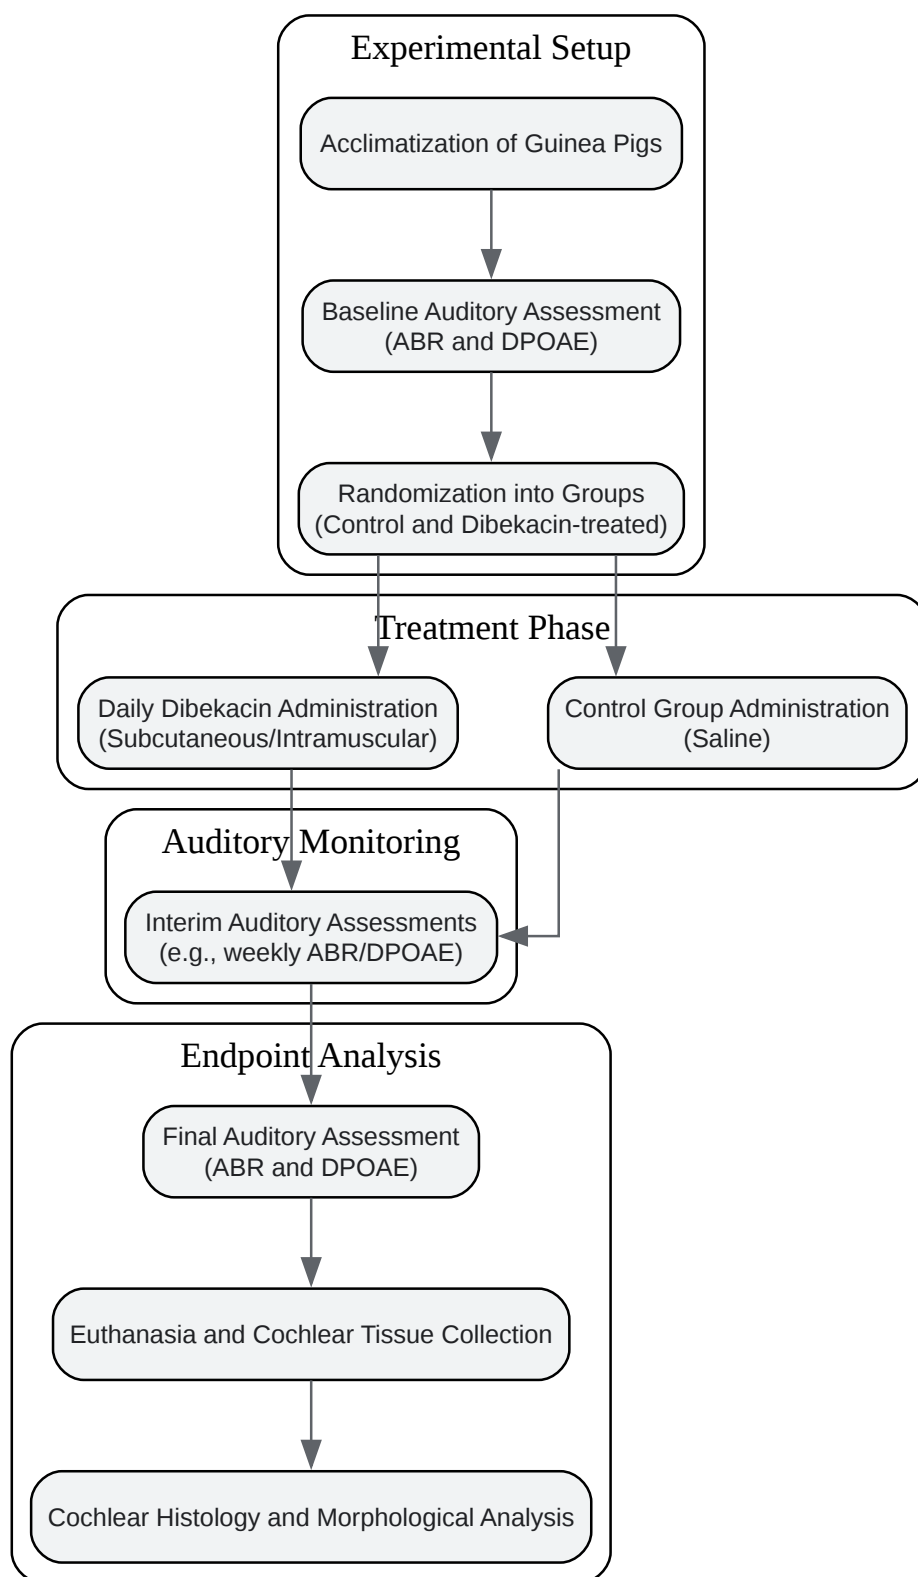 Experimental Setup
Acclimatization of Guinea Pigs
Baseline Auditory Assessment
(ABR and DPOAE)
Randomization into Groups
(Control and Dibekacin-treated)
Treatment Phase
Daily Dibekacin Administration
(Subcutaneous/Intramuscular)
Control Group Administration
(Saline)
Auditory Monitoring
Interim Auditory Assessments
(e.g., weekly ABR/DPOAE)
Endpoint Analysis
Final Auditory Assessment
(ABR and DPOAE)
Euthanasia and Cochlear Tissue Collection
Cochlear Histology and Morphological Analysis